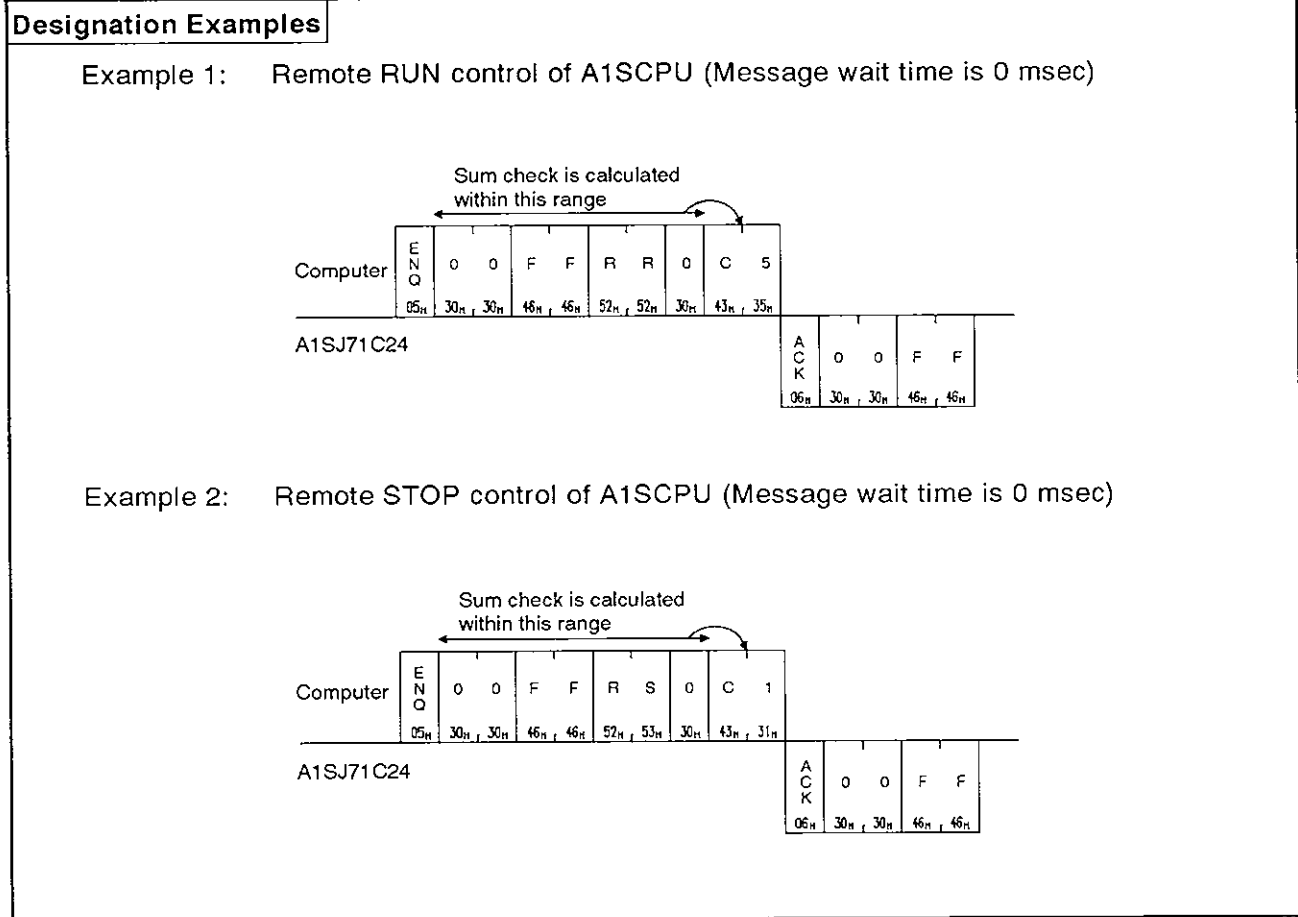 Designation Examples
Example 1: Remote RUN control of A1SCPU (Message wait time is 0 msec)
Sum check is calculated
within this range
Computer ENQ 0 0 F F R R 0 C 5
05H 30H , 30H 46H , 46H 52H , 52H 30H 43H , 35H
A1SJ71C24
ACK 0 0 F F
06H 30H , 30H 46H , 46H
Example 2: Remote STOP control of A1SCPU (Message wait time is 0 msec)
Sum check is calculated
within this range
Computer ENQ 0 0 F F R S 0 C 1
05H 30H , 30H 46H , 46H 52H , 53H 30H 43H , 31H
A1SJ71C24
ACK 0 0 F F
06H 30H , 30H 46H , 46H